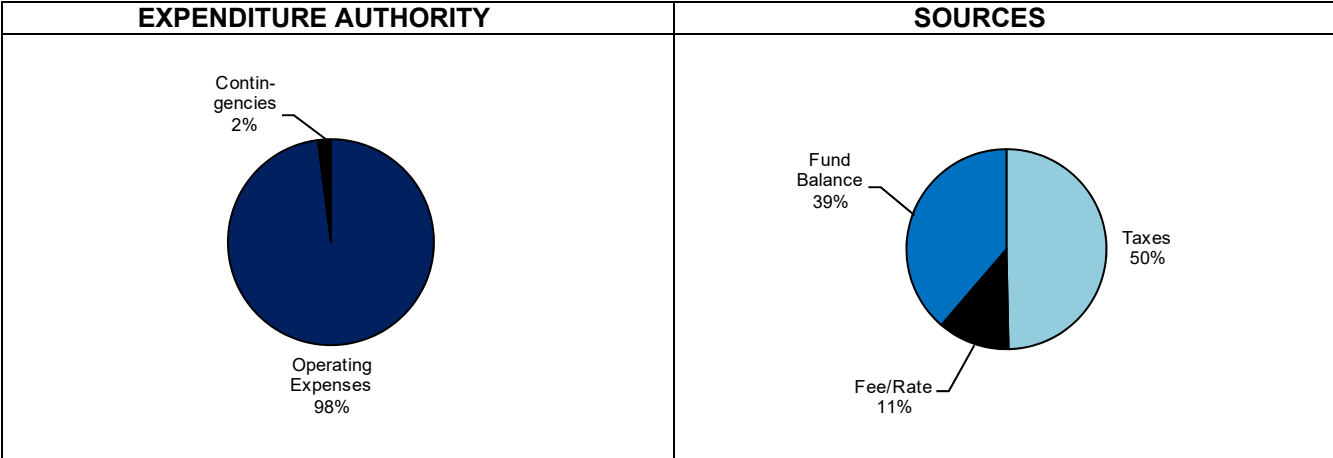 EXPENDITURE AUTHORITY
Contin-
gencies
2%
Operating
Expenses
98%
SOURCES
Fund
Balance
39%
Taxes
50%
Fee/Rate
11%